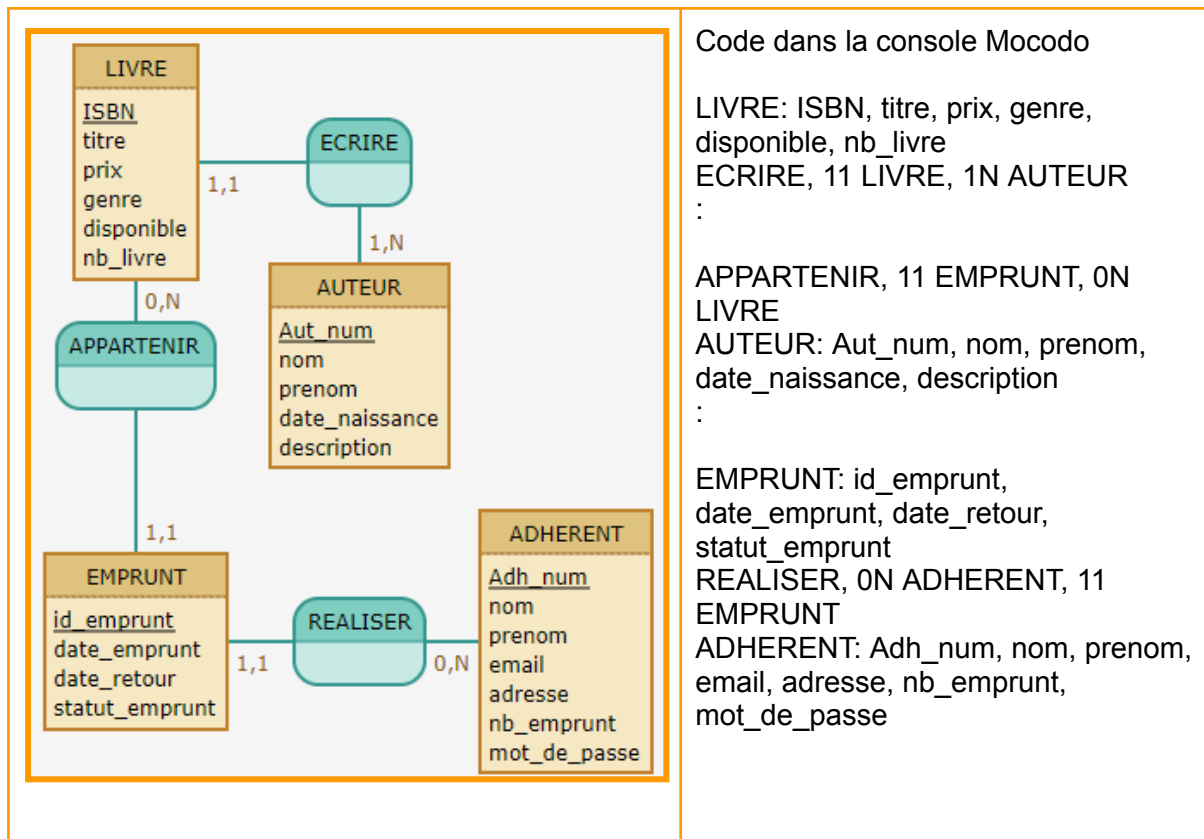 LIVRE
ISBN
titre
prix
genre
disponible
nb_livre
1,1
ECRIRE
1,N
AUTEUR
Aut_num
nom
prenom
date_naissance
description
0,N
APPARTENIR
1,1
EMPRUNT
id_emprunt
date_emprunt
date_retour
statut_emprunt
1,1
REALISER
0,N
ADHERENT
Adh_num
nom
prenom
email
adresse
nb_emprunt
mot_de_passe
Code dans la console Mocodo
LIVRE: ISBN, titre, prix, genre,
disponible, nb_livre
ECRIRE, 11 LIVRE, 1N AUTEUR
:
APPARTENIR, 11 EMPRUNT, 0N
LIVRE
AUTEUR: Aut_num, nom, prenom,
date_naissance, description
:
EMPRUNT: id_emprunt,
date_emprunt, date_retour,
statut_emprunt
REALISER, 0N ADHERENT, 11
EMPRUNT
ADHERENT: Adh_num, nom, prenom,
email, adresse, nb_emprunt,
mot_de_passe